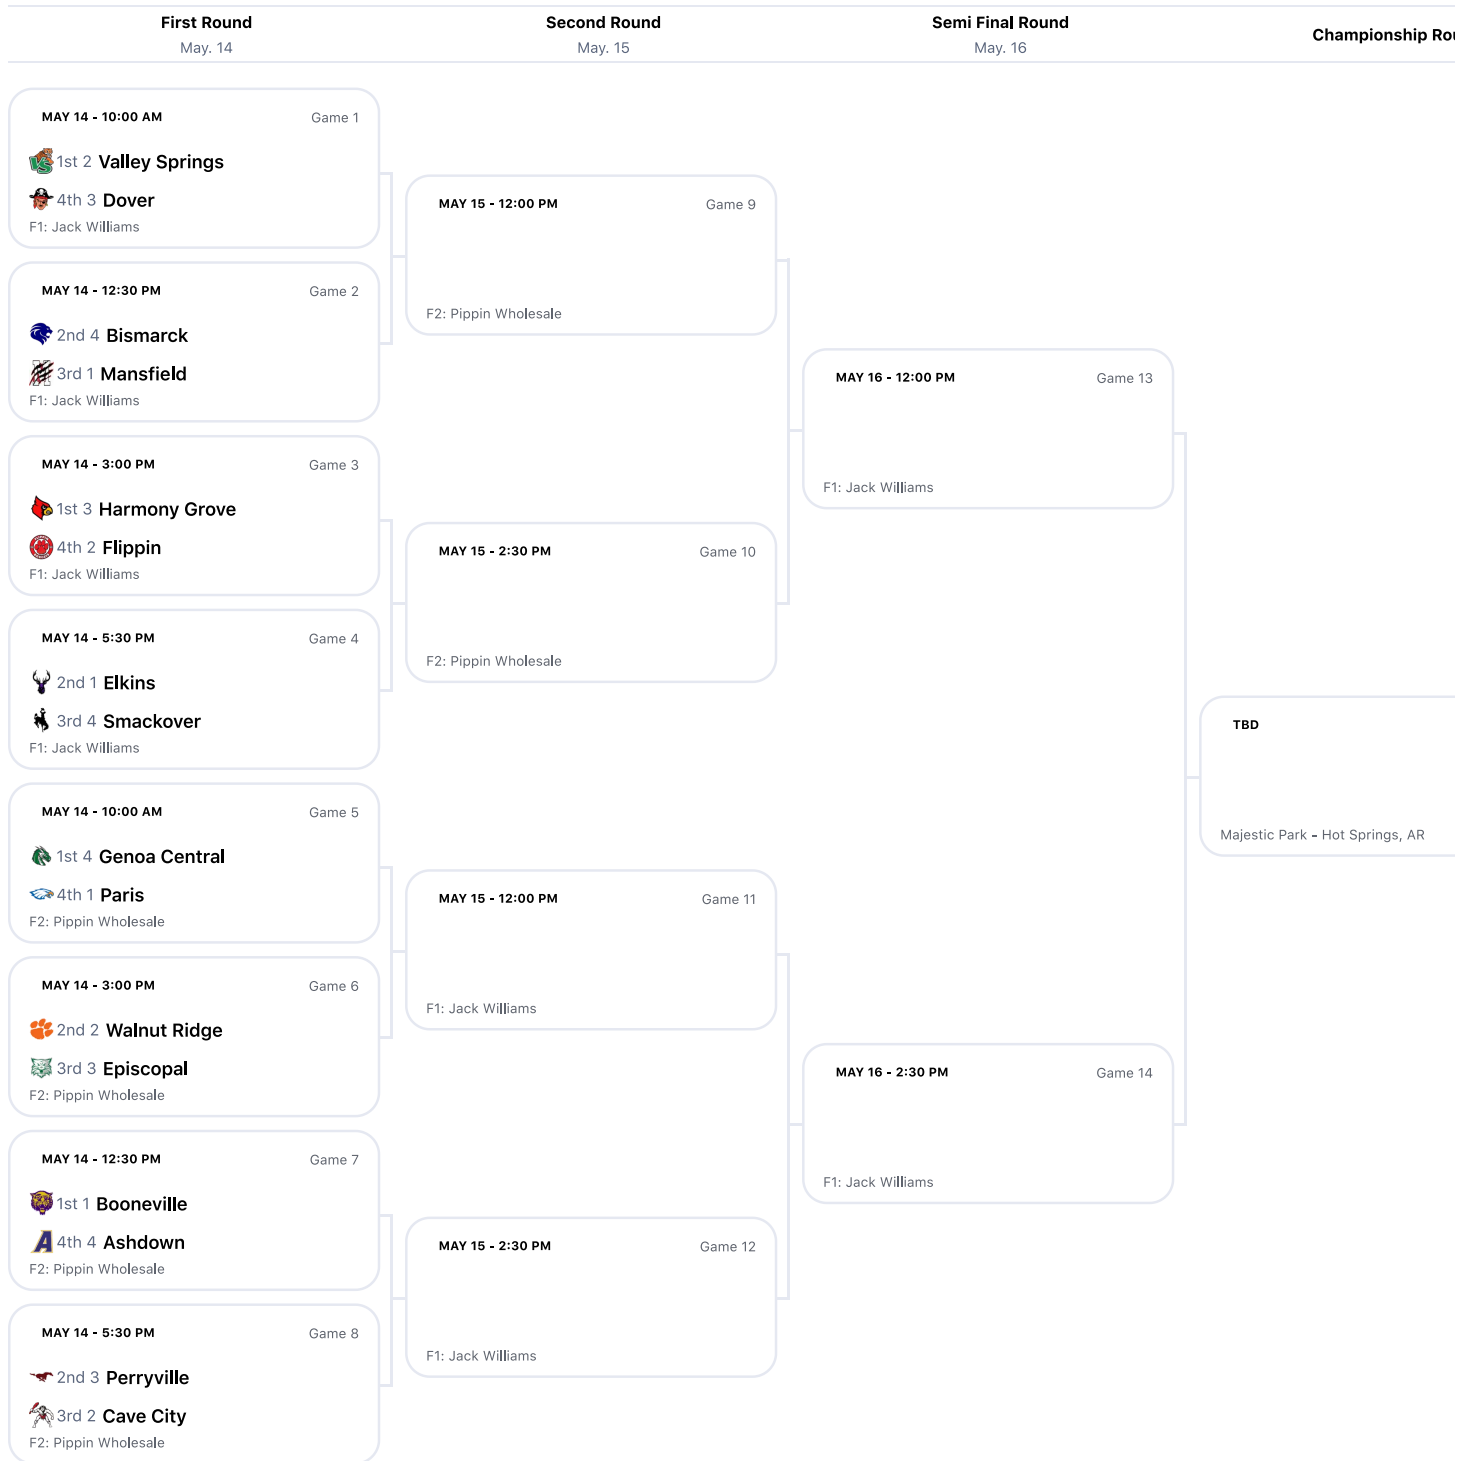 First Round
May. 14
Second Round
May. 15
Semi Final Round
May. 16
Championship Rou
MAY 14 - 10:00 AM
Game 1
1st 2 Valley Springs
4th 3 Dover
F1: Jack Williams
MAY 14 - 12:30 PM
Game 2
2nd 4 Bismarck
3rd 1 Mansfield
F1: Jack Williams
MAY 14 - 3:00 PM
Game 3
1st 3 Harmony Grove
4th 2 Flippin
F1: Jack Williams
MAY 14 - 5:30 PM
Game 4
2nd 1 Elkins
3rd 4 Smackover
F1: Jack Williams
MAY 14 - 10:00 AM
Game 5
1st 4 Genoa Central
4th 1 Paris
F2: Pippin Wholesale
MAY 14 - 3:00 PM
Game 6
2nd 2 Walnut Ridge
3rd 3 Episcopal
F2: Pippin Wholesale
MAY 14 - 12:30 PM
Game 7
1st 1 Booneville
4th 4 Ashdown
F2: Pippin Wholesale
MAY 14 - 5:30 PM
Game 8
2nd 3 Perryville
3rd 2 Cave City
F2: Pippin Wholesale
MAY 15 - 12:00 PM
Game 9
F2: Pippin Wholesale
MAY 15 - 2:30 PM
Game 10
F2: Pippin Wholesale
MAY 15 - 12:00 PM
Game 11
F1: Jack Williams
MAY 15 - 2:30 PM
Game 12
F1: Jack Williams
MAY 16 - 12:00 PM
Game 13
F1: Jack Williams
MAY 16 - 2:30 PM
Game 14
F1: Jack Williams
TBD
Majestic Park - Hot Springs, AR